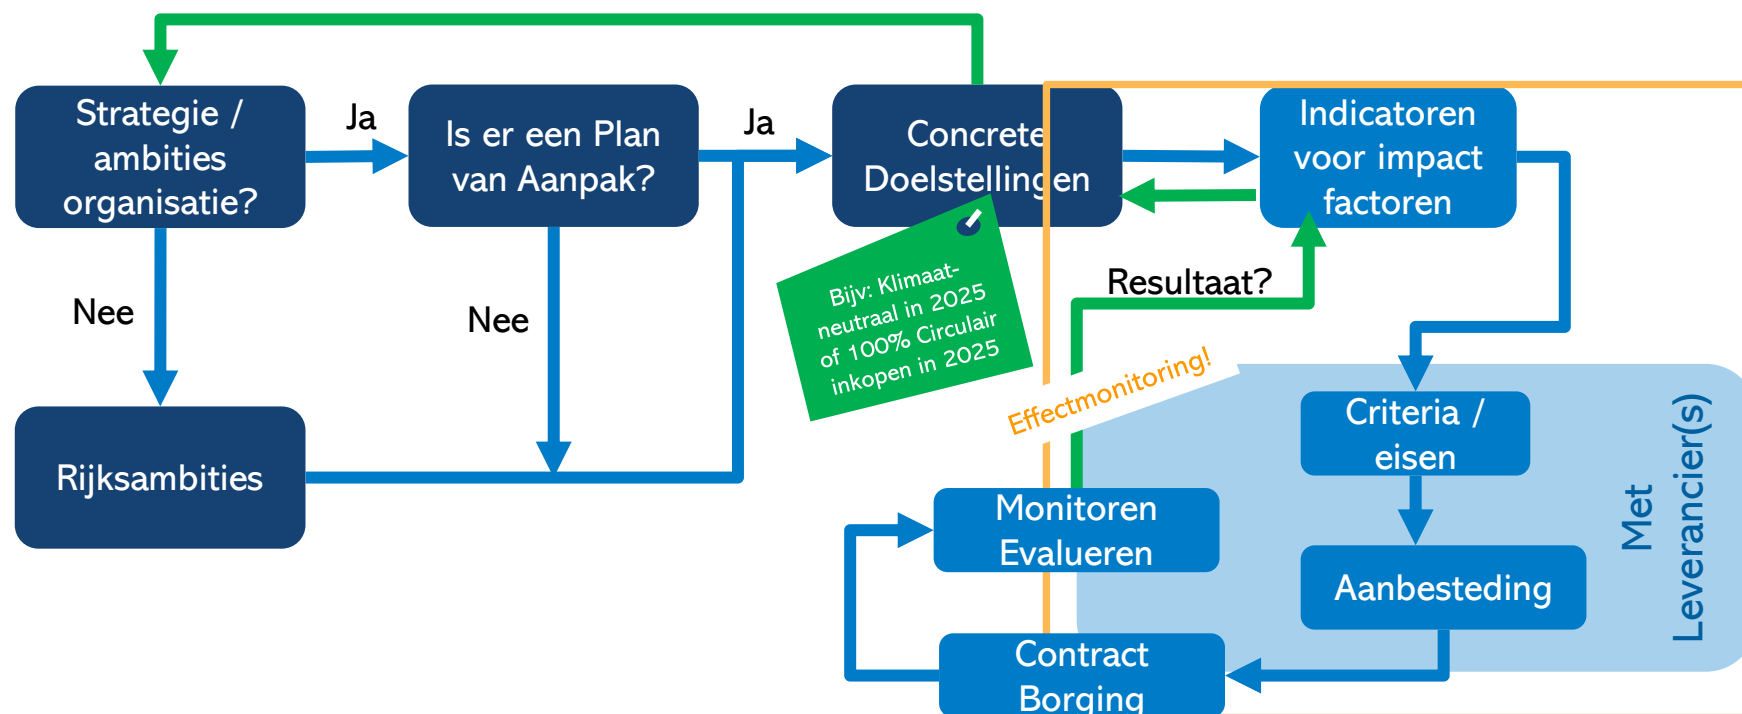 Strategie /
ambities
organisatie?
Ja
Is er een Plan
van Aanpak?
Ja
Concrete
Doelstellingen
Indicatoren
voor impact
factoren
Nee
Nee
Bijv: Klimaat-
neutraal in 2025
of 100% Circulair
inkopen in 2025
Resultaat?
Effectmonitoring!
Rijksambities
Criteria /
eisen
Met
Leverancier(s)
Monitoren
Evalueren
Aanbesteding
Contract
Borging